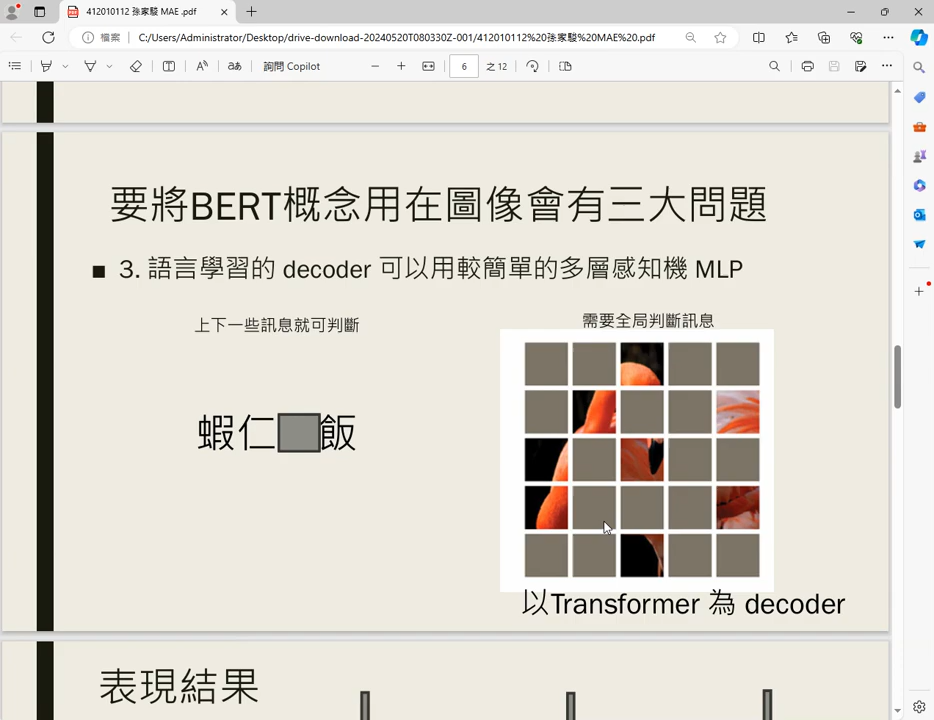 412010112 孫家駿 MAE .pdf
檔案
C:/Users/Administrator/Desktop/drive-download-20240520T080330Z-001/412010112%20孫家駿%20MAE%20.pdf
詢問 Copilot
6
之 12
要將BERT概念用在圖像會有三大問題
■ 3. 語言學習的 decoder 可以用較簡單的多層感知機 MLP
上下一些訊息就可判斷
需要全局判斷訊息
蝦仁 飯
以Transformer 為 decoder
表現結果